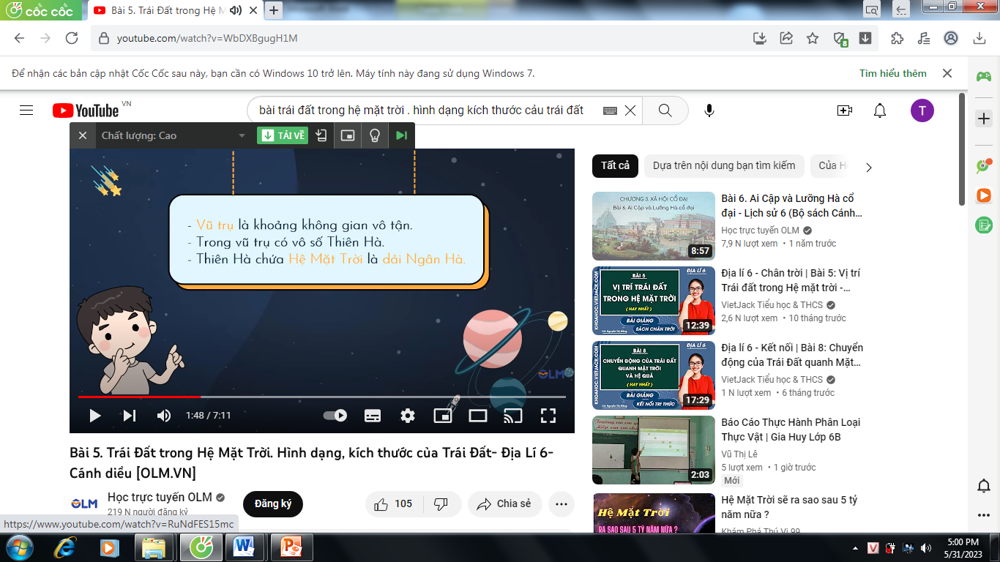 cốc cốc
Bài 5. Trái Đất trong Hệ M
youtube.com/watch?v=WbDXBgugH1M
8
Để nhận các bản cập nhật Cốc Cốc sau này, bạn cần có Windows 10 trở lên. Máy tính này đang sử dụng Windows 7.
Tìm hiểu thêm
YouTube VN
bài trái đất trong hệ mặt trời . hình dạng kích thước cảu trái đất
T
Chất lượng: Cao
TẢI VỀ
- Vũ trụ là khoảng không gian vô tận.
- Trong vũ trụ có vô số Thiên Hà.
- Thiên Hà chứa Hệ Mặt Trời là dải Ngân Hà.
OLM
1:48 / 7:11
Bài 5. Trái Đất trong Hệ Mặt Trời. Hình dạng, kích thước của Trái Đất- Địa Lí 6-
Cánh diều [OLM.VN]
OLM
Học trực tuyến OLM
219 N người đăng ký
Đăng ký
105
Chia sẻ
https://www.youtube.com/watch?v=RuNdFES15mc
Tất cả
Dựa trên nội dung bạn tìm kiếm
Của H
CHƯƠNG 3. XÃ HỘI CỔ ĐẠI
Bài 6. Ai Cập và Lưỡng Hà cổ đại
8:57
Bài 6. Ai Cập và Lưỡng Hà cổ
đại - Lịch sử 6 (Bộ sách Cánh...
Học trực tuyến OLM
7,9 N lượt xem • 1 năm trước
KHOAHOC.VIETJACK.COM
BÀI 5
ĐỊA LÍ 6
VỊ TRÍ TRÁI ĐẤT
TRONG HỆ MẶT TRỜI
( HAY NHẤT )
BÀI GIẢNG
SÁCH CHÂN TRỜI
12:39
Địa lí 6 - Chân trời | Bài 5: Vị trí
Trái đất trong Hệ mặt trời -...
VietJack Tiểu học & THCS
2,6 N lượt xem • 10 tháng trước
KHOAHOC.VIETJACK.COM
BÀI 8
ĐỊA LÍ 6
CHUYỂN ĐỘNG CỦA TRÁI ĐẤT
QUANH MẶT TRỜI
VÀ HỆ QUẢ
( HAY NHẤT )
BÀI GIẢNG
KẾT NỐI TRI THỨC
17:29
Địa lí 6 - Kết nối | Bài 8: Chuyển
động của Trái Đất quanh Mặt...
VietJack Tiểu học & THCS
1 N lượt xem • 6 tháng trước
2:03
Báo Cáo Thực Hành Phân Loại
Thực Vật | Gia Huy Lớp 6B
Vũ Thị Lê
5 lượt xem • 1 giờ trước
Mới
Hệ Mặt Trời
RA SAO SAU 5 TỶ NĂM NỮA ?
Hệ Mặt Trời sẽ ra sao sau 5 tỷ
năm nữa ?
Khám Phá Thú Vị 99
V
5:00 PM
5/31/2023